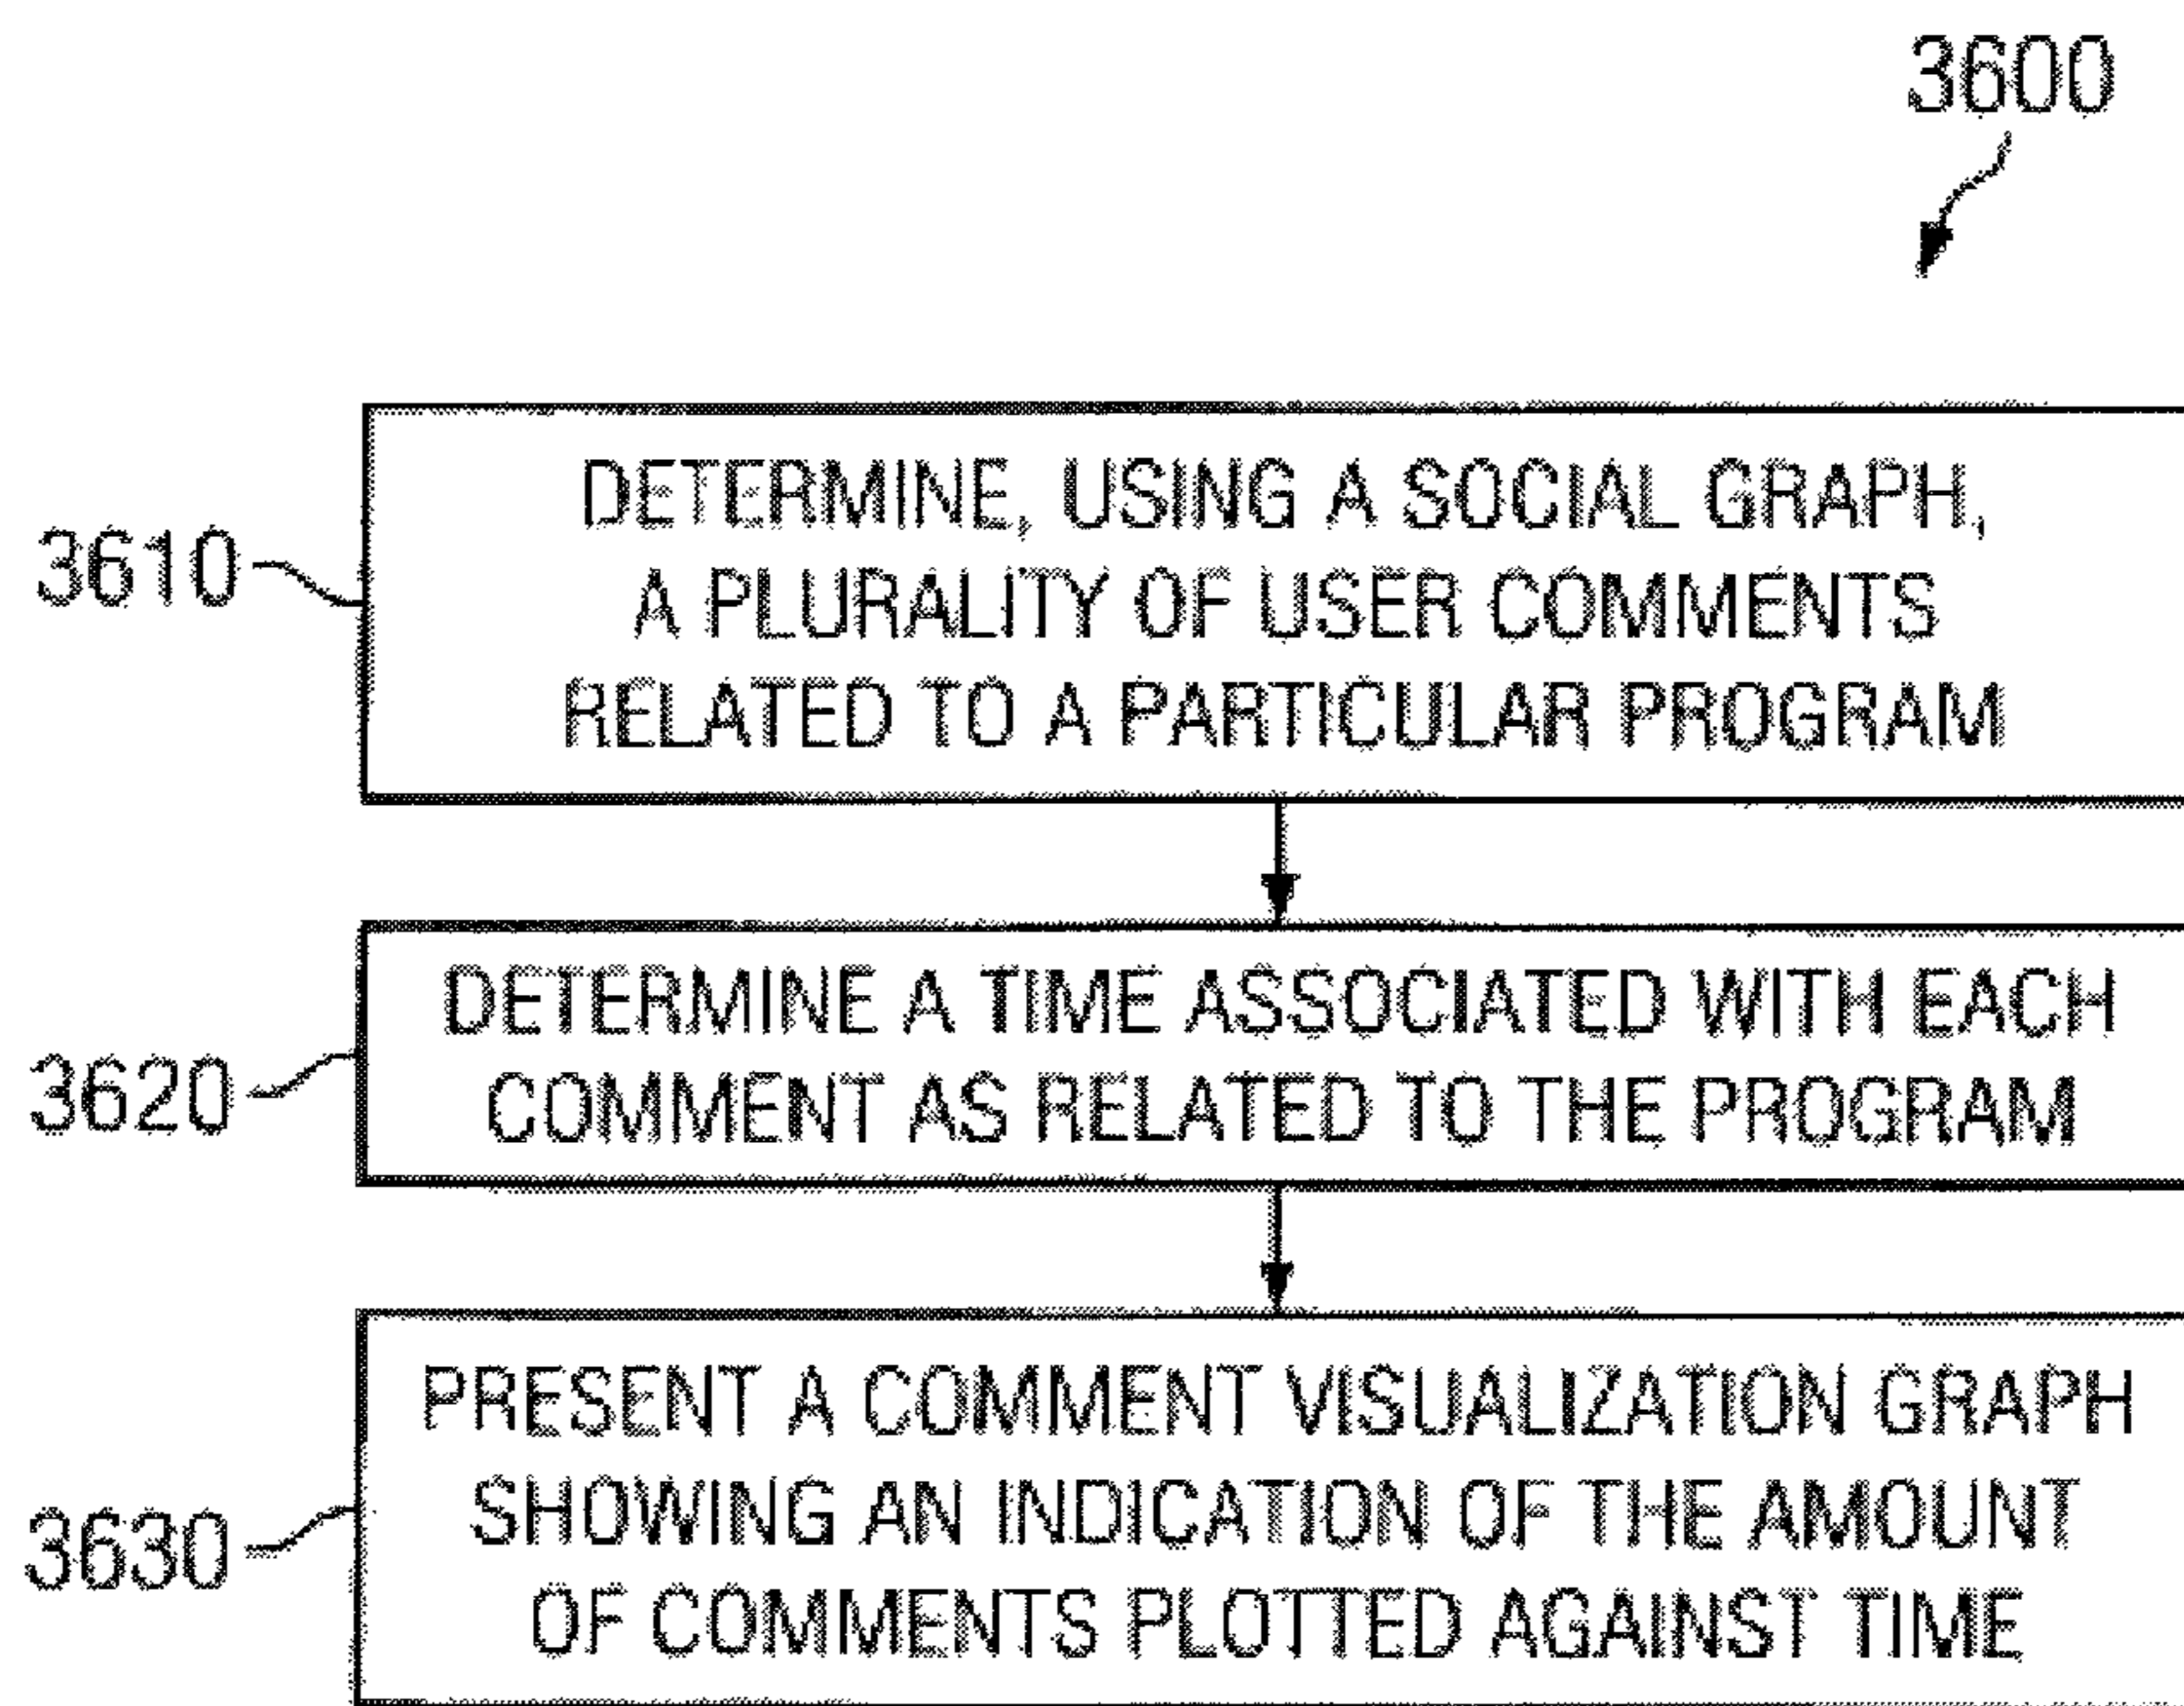 3600
3610
DETERMINE, USING A SOCIAL GRAPH,
A PLURALITY OF USER COMMENTS
RELATED TO A PARTICULAR PROGRAM
3620
DETERMINE A TIME ASSOCIATED WITH EACH
COMMENT AS RELATED TO THE PROGRAM
3630
PRESENT A COMMENT VISUALIZATION GRAPH
SHOWING AN INDICATION OF THE AMOUNT
OF COMMENTS PLOTTED AGAINST TIME